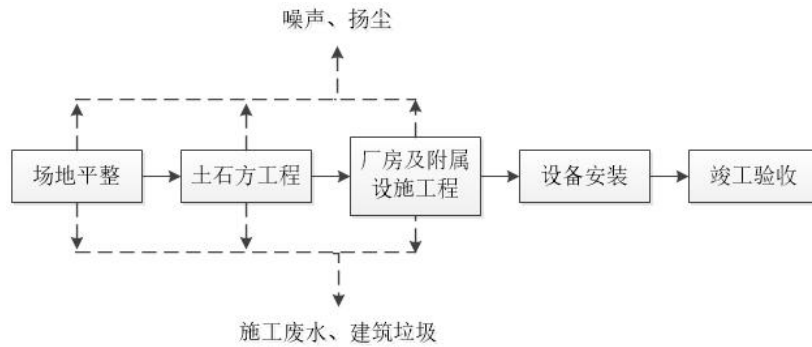 噪声、扬尘
场地平整
土石方工程
厂房及附属
设施工程
设备安装
竣工验收
施工废水、建筑垃圾